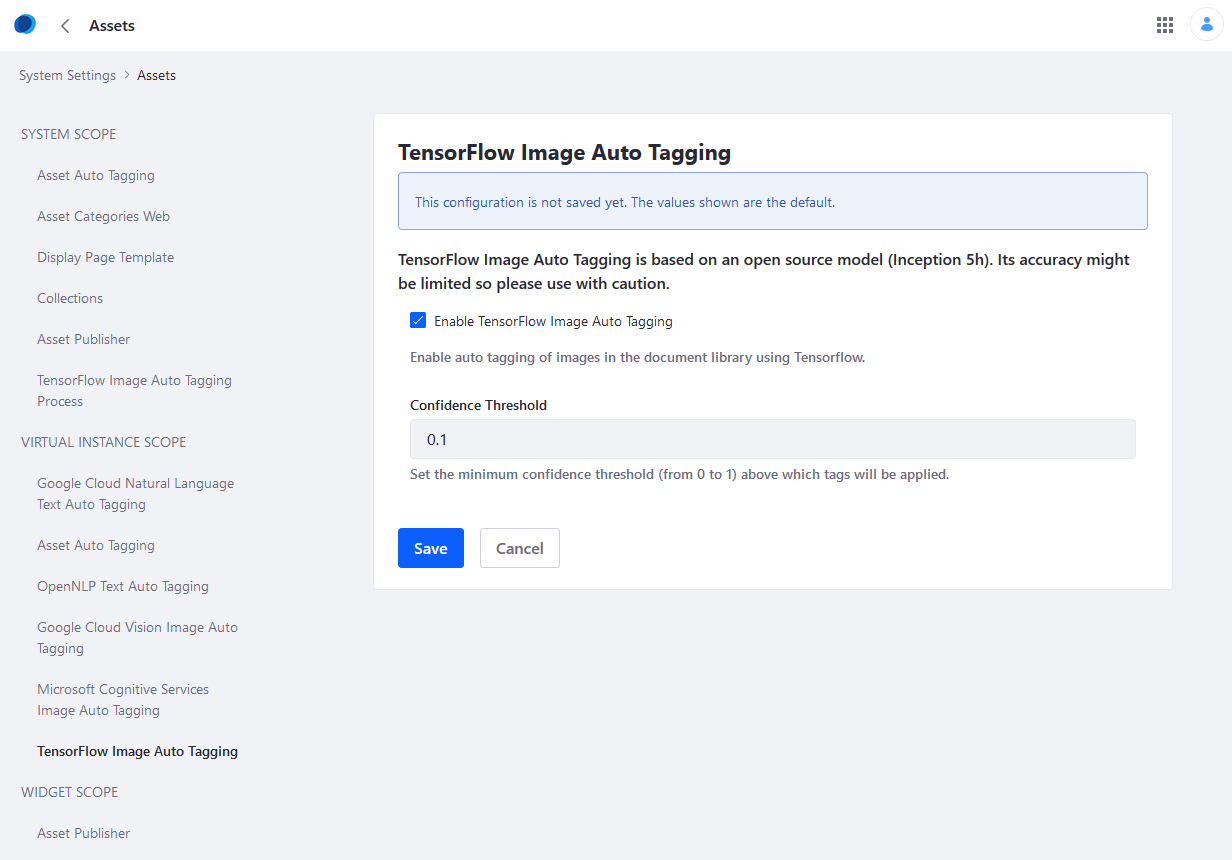 Assets
System Settings > Assets
SYSTEM SCOPE
Asset Auto Tagging
Asset Categories Web
Display Page Template
Collections
Asset Publisher
TensorFlow Image Auto Tagging
Process
VIRTUAL INSTANCE SCOPE
Google Cloud Natural Language
Text Auto Tagging
Asset Auto Tagging
OpenNLP Text Auto Tagging
Google Cloud Vision Image Auto
Tagging
Microsoft Cognitive Services
Image Auto Tagging
TensorFlow Image Auto Tagging
WIDGET SCOPE
Asset Publisher
TensorFlow Image Auto Tagging
This configuration is not saved yet. The values shown are the default.
TensorFlow Image Auto Tagging is based on an open source model (Inception 5h). Its accuracy might
be limited so please use with caution.
Enable TensorFlow Image Auto Tagging
Enable auto tagging of images in the document library using Tensorflow.
Confidence Threshold
0.1
Set the minimum confidence threshold (from 0 to 1) above which tags will be applied.
Save Cancel